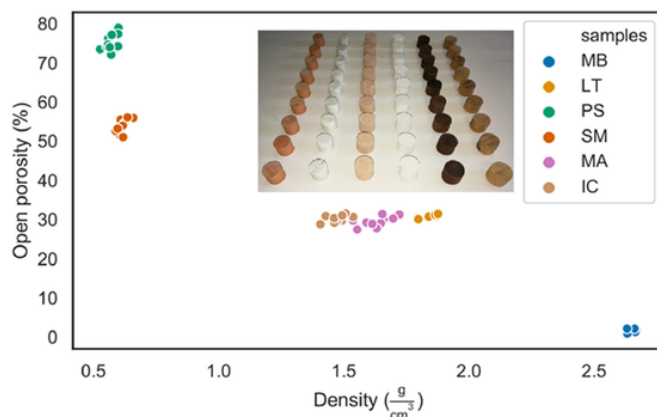 80
70
60
50
40
30
20
10
0
Open porosity (%)
0.5 1.0 1.5 2.0 2.5
Density (g/cm³)
samples
MB
LT
PS
SM
MA
IC